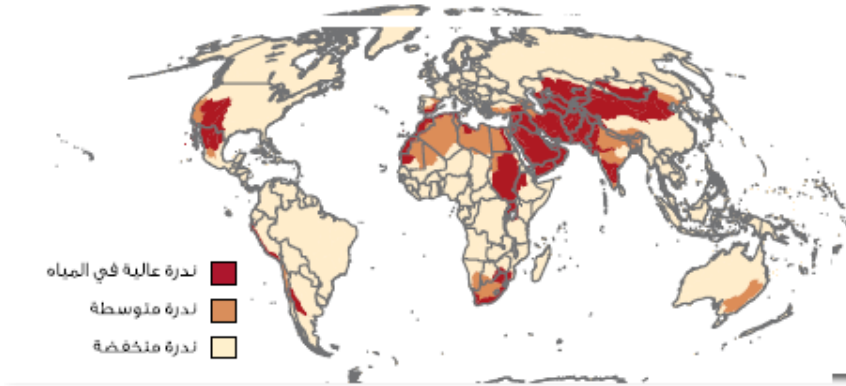 ندرة عالية في المياه
ندرة متوسطة
ندرة منخفضة